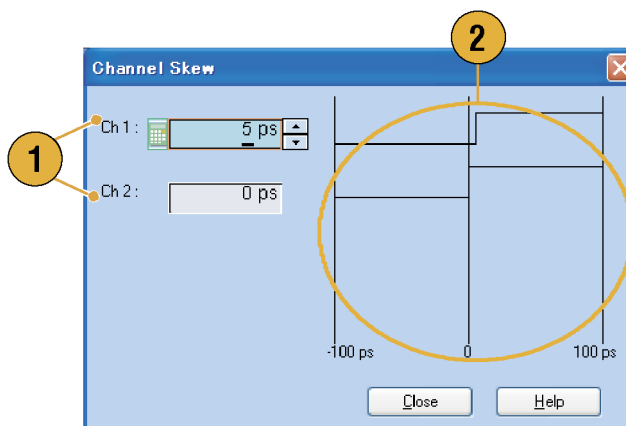 2
Channel Skew
Ch 1 : 5 ps
1
Ch 2 : 0 ps
-100 ps 0 100 ps
Close Help